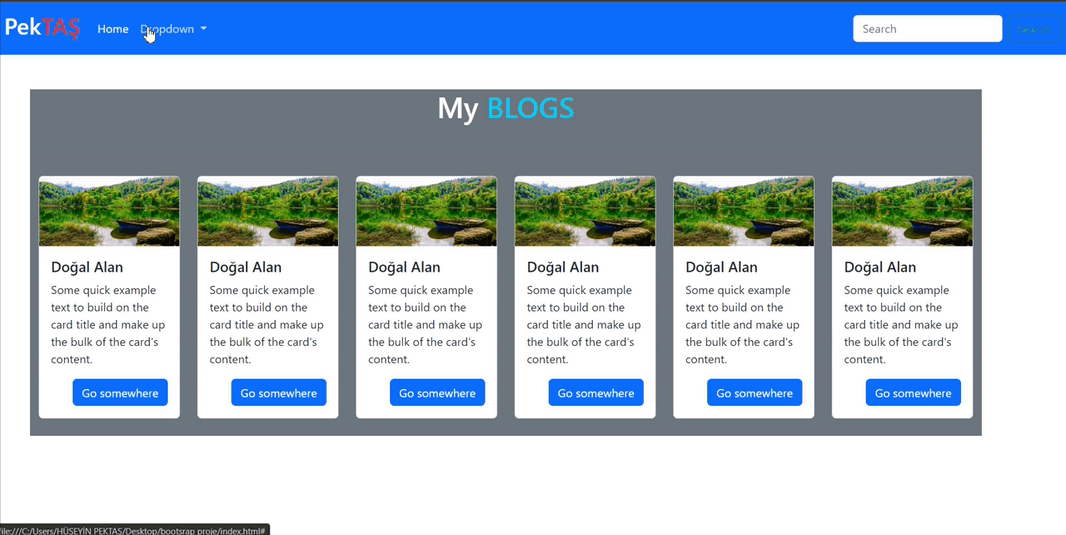 PekTAŞ Home Dropdown Search
My BLOGS
Doğal Alan Doğal Alan Doğal Alan Doğal Alan Doğal Alan Doğal Alan
Some quick example Some quick example Some quick example Some quick example Some quick example Some quick example
text to build on the text to build on the text to build on the text to build on the text to build on the text to build on the
card title and make up card title and make up card title and make up card title and make up card title and make up card title and make up
the bulk of the card's the bulk of the card's the bulk of the card's the bulk of the card's the bulk of the card's the bulk of the card's
content. content. content. content. content. content.
Go somewhere Go somewhere Go somewhere Go somewhere Go somewhere Go somewhere
file:///C:/Users/HÜSEYİN PEKTAS/Desktop/bootsrap proje/index.html#